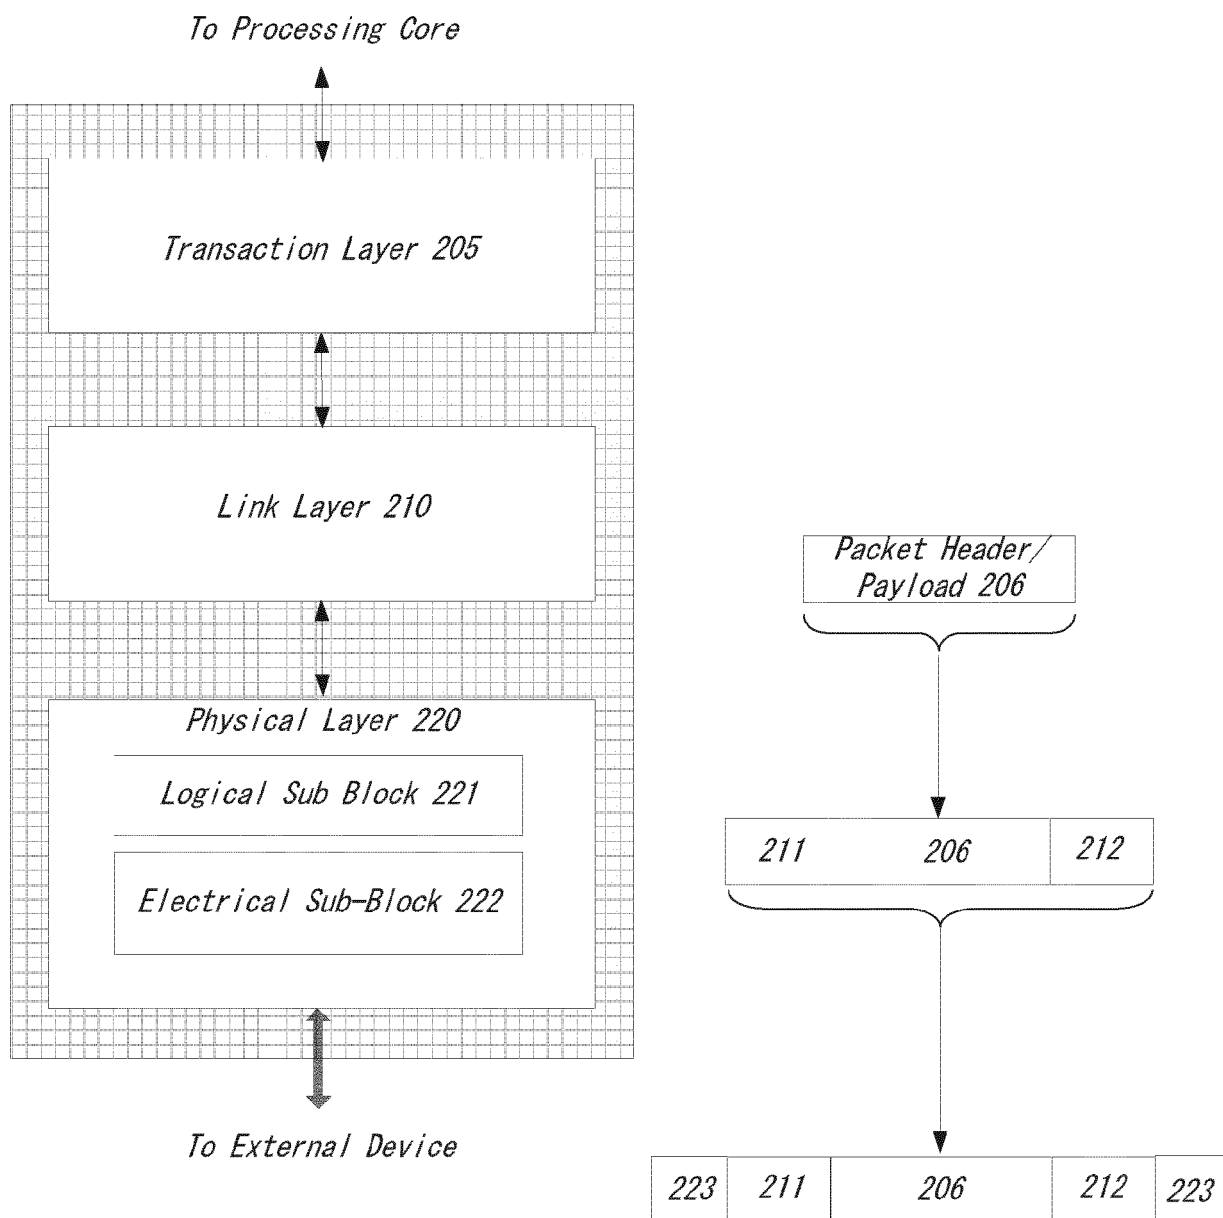 To Processing Core
Transaction Layer 205
Link Layer 210
Physical Layer 220
Logical Sub Block 221
Electrical Sub-Block 222
To External Device
Packet Header/
Payload 206
211 206 212
223 211 206 212 223